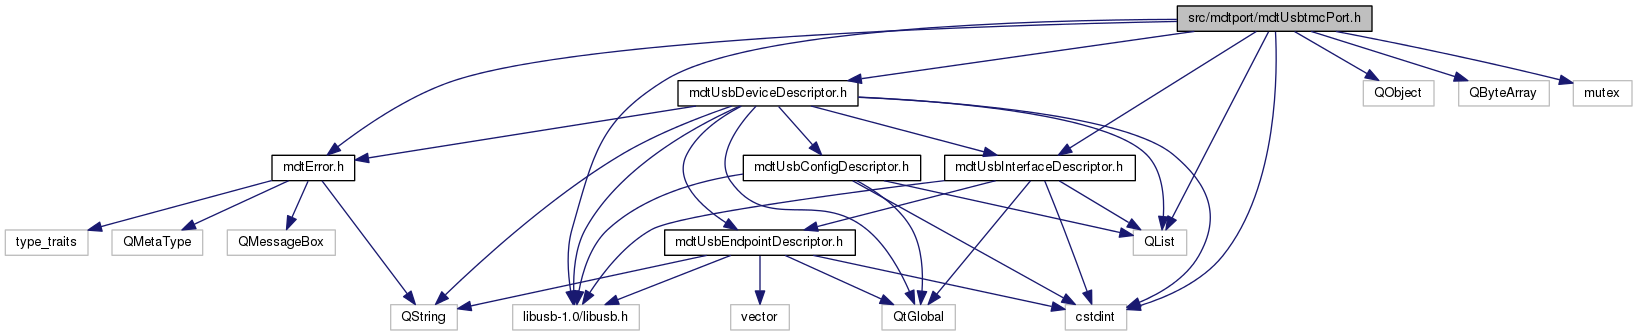 src/mdtport/mdtUsbtmcPort.h
mdtUsbDeviceDescriptor.h
QObject
QByteArray
mutex
mdtError.h
mdtUsbConfigDescriptor.h
mdtUsbInterfaceDescriptor.h
type_traits
QMetaType
QMessageBox
mdtUsbEndpointDescriptor.h
QList
QString
libusb-1.0/libusb.h
vector
QtGlobal
cstdint